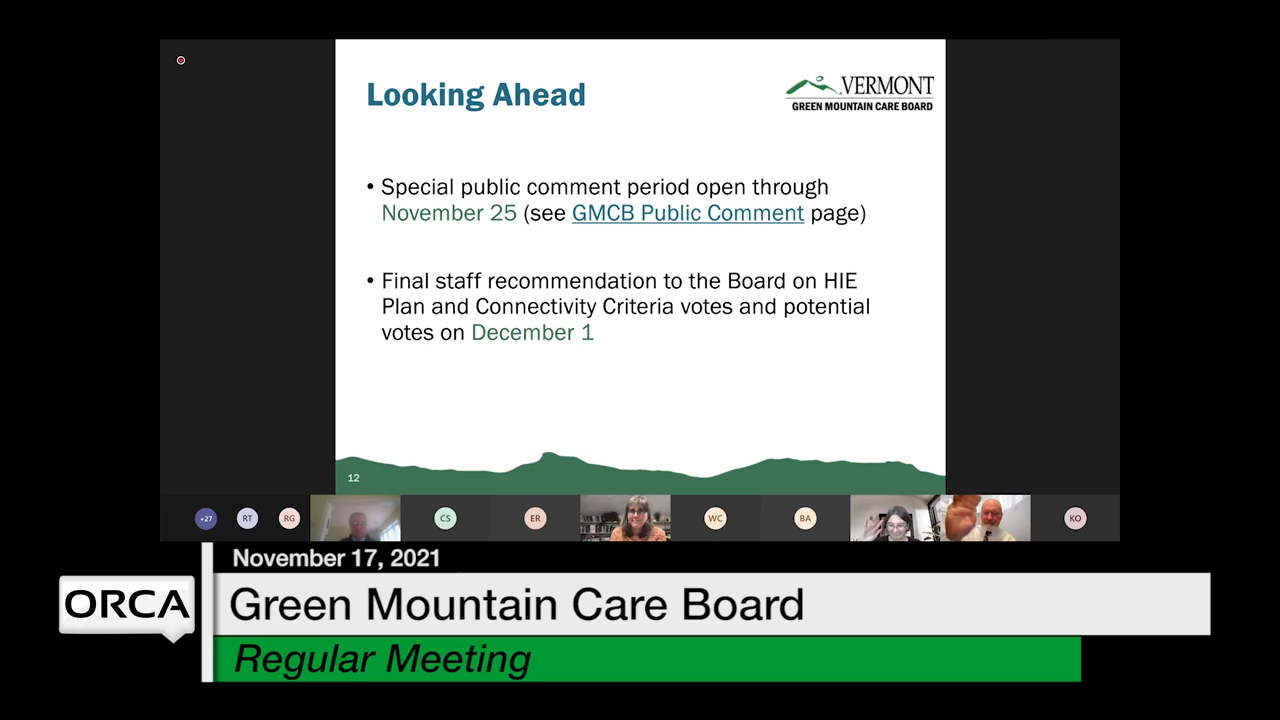 Looking Ahead
VERMONT
GREEN MOUNTAIN CARE BOARD
• Special public comment period open through
November 25 (see GMCB Public Comment page)
• Final staff recommendation to the Board on HIE
Plan and Connectivity Criteria votes and potential
votes on December 1
12
+27 RT RG CS ER WC BA KO
November 17, 2021
ORCA
Green Mountain Care Board
Regular Meeting